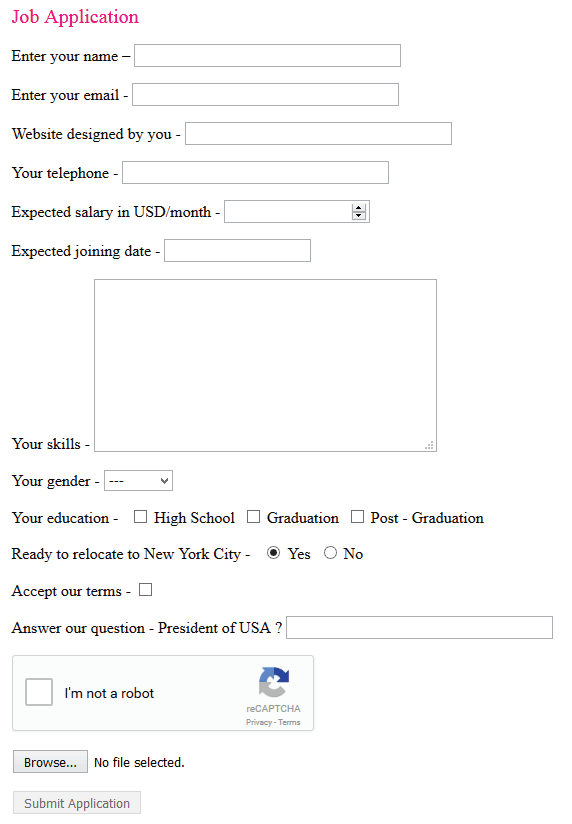 Job Application
Enter your name –
Enter your email -
Website designed by you -
Your telephone -
Expected salary in USD/month -
Expected joining date -
Your skills -
Your gender - ---
Your education - High School Graduation Post - Graduation
Ready to relocate to New York City - Yes No
Accept our terms -
Answer our question - President of USA ?
I'm not a robot
reCAPTCHA
Privacy - Terms
Browse... No file selected.
Submit Application